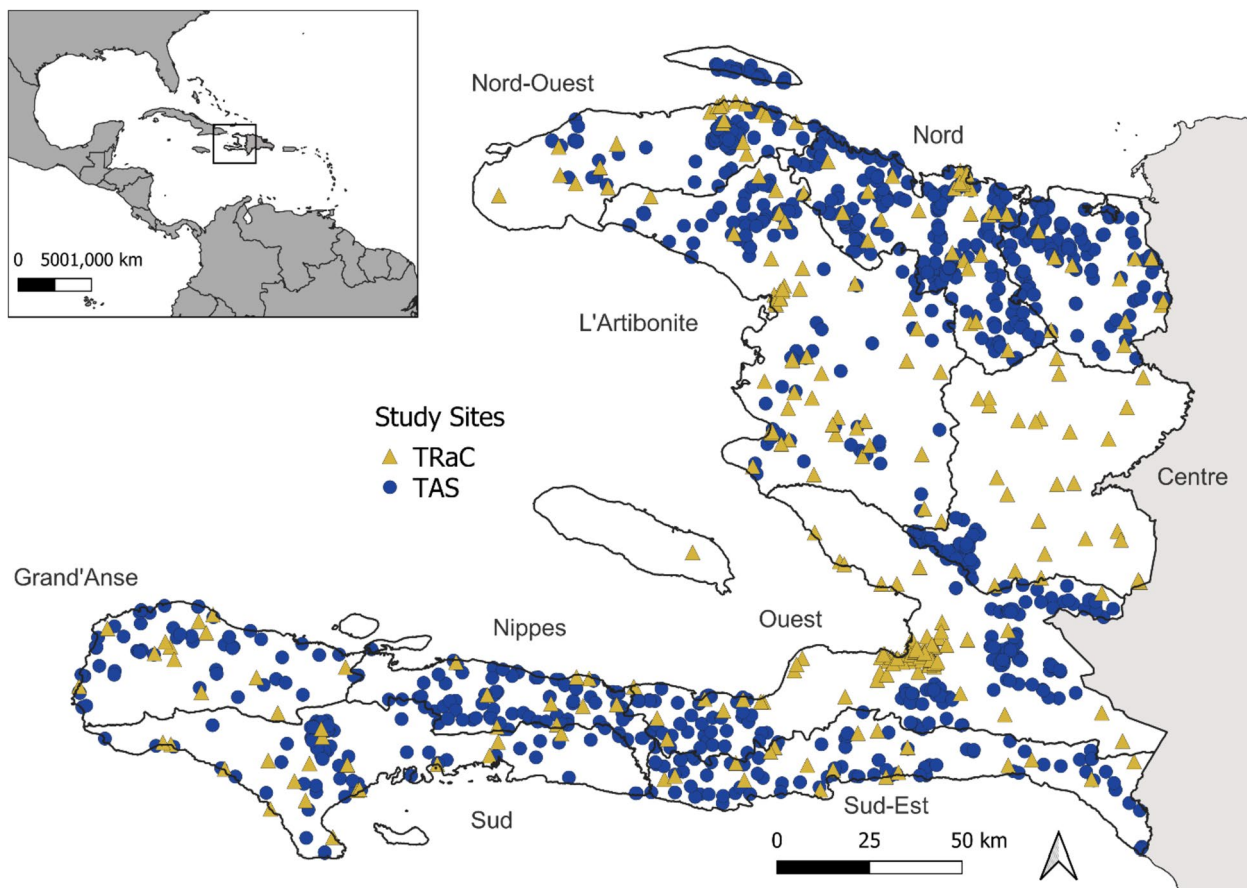 Nord-Ouest
Nord
0 5001,000 km
L'Artibonite
Study Sites
TRaC
TAS
Centre
Grand'Anse
Nippes
Ouest
Sud
Sud-Est
0 25 50 km